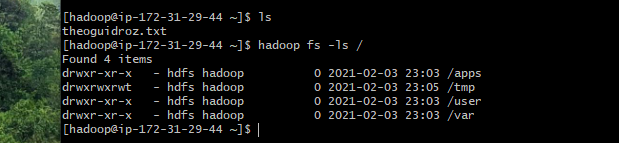 [hadoop@ip-172-31-29-44 ~]$ ls
theoguidroz.txt
[hadoop@ip-172-31-29-44 ~]$ hadoop fs -ls /
Found 4 items
drwxr-xr-x   - hdfs hadoop          0 2021-02-03 23:03 /apps
drwxrwxrwt   - hdfs hadoop          0 2021-02-03 23:05 /tmp
drwxr-xr-x   - hdfs hadoop          0 2021-02-03 23:03 /user
drwxr-xr-x   - hdfs hadoop          0 2021-02-03 23:03 /var
[hadoop@ip-172-31-29-44 ~]$